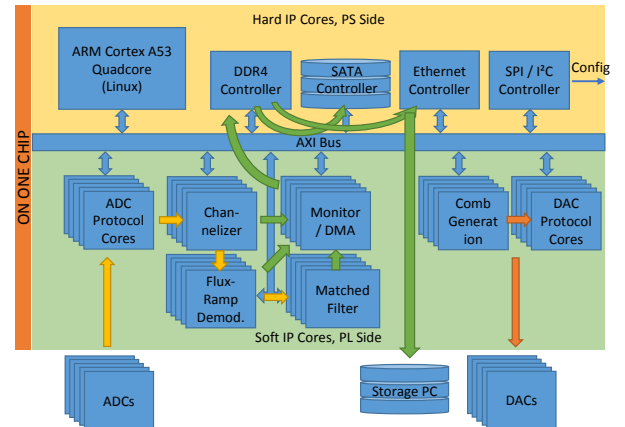 Hard IP Cores, PS Side
ARM Cortex A53
Quadcore
(Linux)
DDR4
Controller
SATA
Controller
Ethernet
Controller
SPI / I²C
Controller
Config
AXI Bus
ON ONE CHIP
ADC
Protocol
Cores
Chan-
nelizer
Monitor
/ DMA
Comb
Generat
ion
DAC
Protocol
Cores
Flux-
Ramp
Demod.
Matched
Filter
Soft IP Cores, PL Side
ADCs
Storage PC
DACs